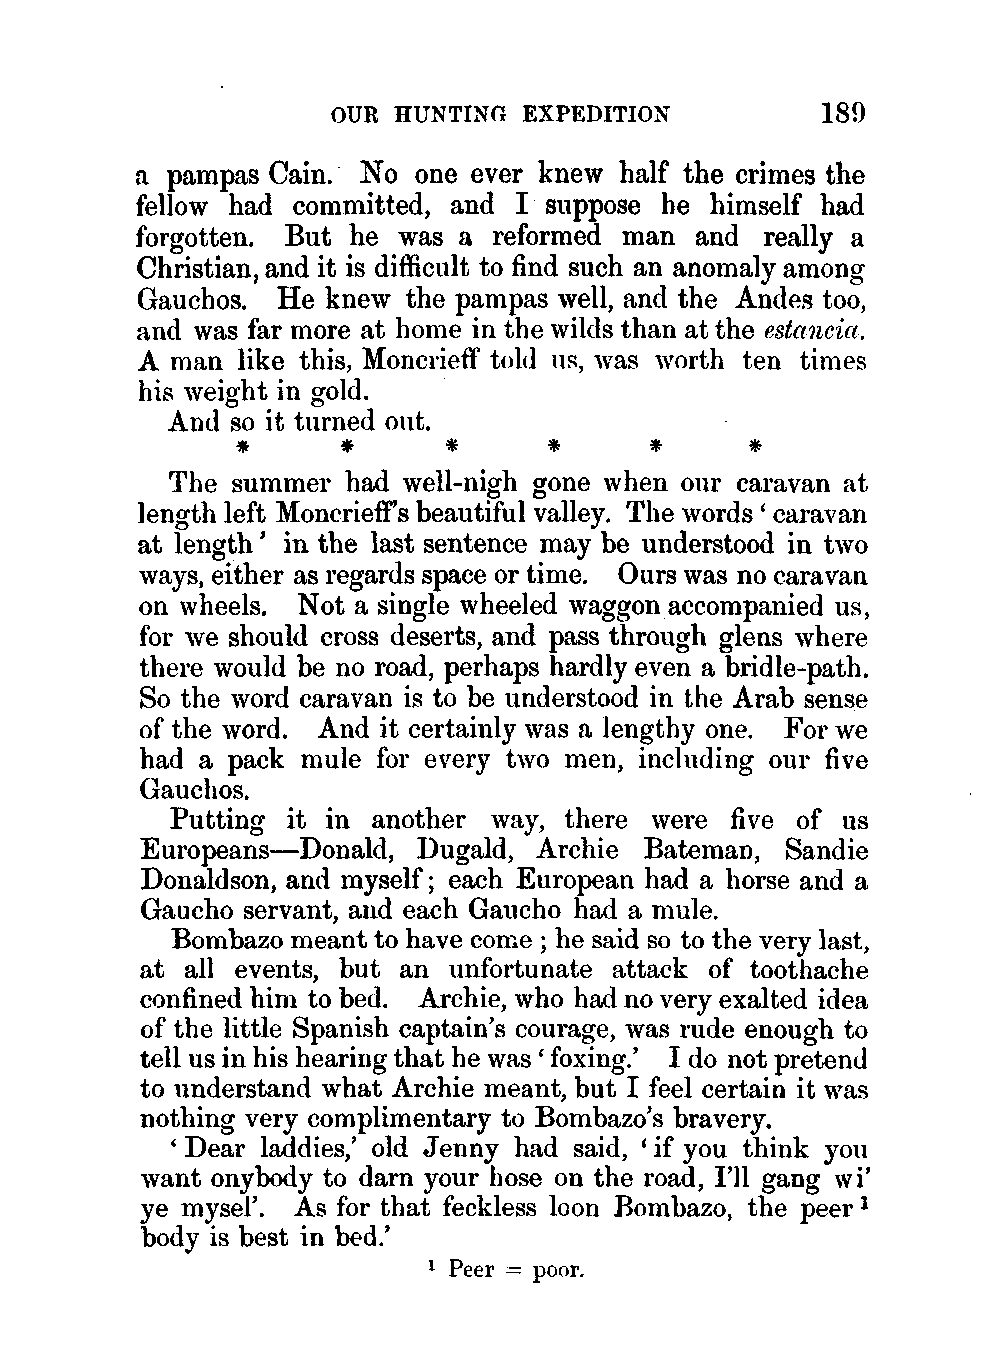 OUR HUNTING EXPEDITION 189
a pampas Cain. No one ever knew half the crimes the
fellow had committed, and I suppose he himself had
forgotten. But he was a reformed man and really a
Christian, and it is difficult to find such an anomaly among
Gauchos. He knew the pampas well, and the Andes too,
and was far more at home in the wilds than at the estancia.
A man like this, Moncrieff told us, was worth ten times
his weight in gold.
And so it turned out.
* * * * * *
The summer had well-nigh gone when our caravan at
length left Moncrieff's beautiful valley. The words ‘caravan
at length’ in the last sentence may be understood in two
ways, either as regards space or time. Ours was no caravan
on wheels. Not a single wheeled waggon accompanied us,
for we should cross deserts, and pass through glens where
there would be no road, perhaps hardly even a bridle-path.
So the word caravan is to be understood in the Arab sense
of the word. And it certainly was a lengthy one. For we
had a pack mule for every two men, including our five
Gauchos.
Putting it in another way, there were five of us
Europeans—Donald, Dugald, Archie Bateman, Sandie
Donaldson, and myself; each European had a horse and a
Gaucho servant, and each Gaucho had a mule.
Bombazo meant to have come; he said so to the very last,
at all events, but an unfortunate attack of toothache
confined him to bed. Archie, who had no very exalted idea
of the little Spanish captain's courage, was rude enough to
tell us in his hearing that he was ‘foxing.’ I do not pretend
to understand what Archie meant, but I feel certain it was
nothing very complimentary to Bombazo's bravery.
‘Dear laddies,’ old Jenny had said, ‘if you think you
want onybody to darn your hose on the road, I'll gang wi’
ye mysel’. As for that feckless loon Bombazo, the peer ¹
body is best in bed.’
¹ Peer = poor.